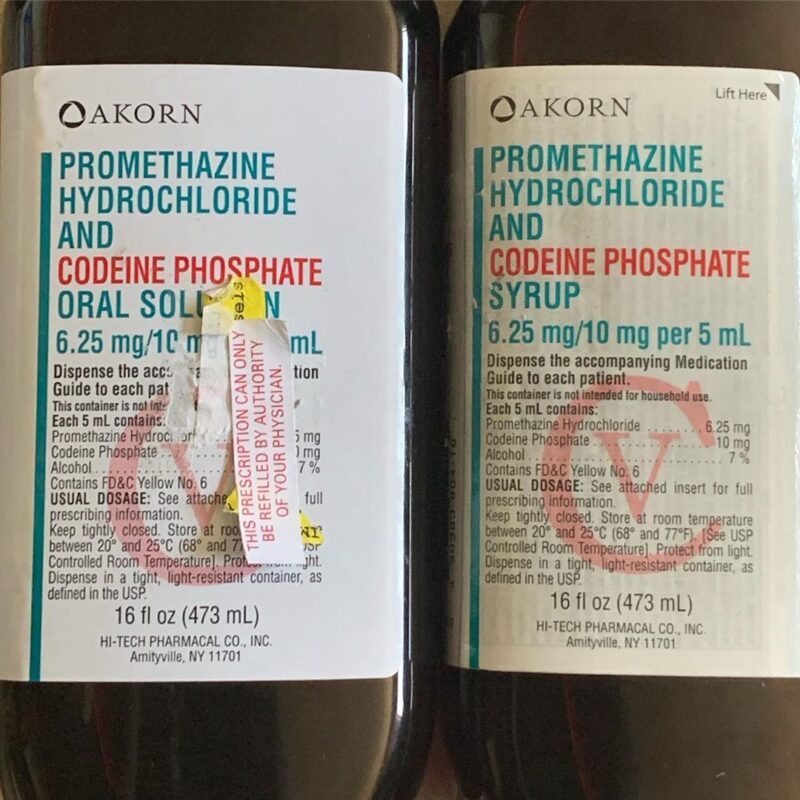 AKORN
PROMETHAZINE
HYDROCHLORIDE
AND
CODEINE PHOSPHATE
ORAL
6.25 mg/10 mL
Dispense the
Guide to each
This container is not
Each 5 mL contains:
Promethazine
Codeine Phosphate
Alcohol 7 %
Contains FD&C Yellow No. 6
USUAL DOSAGE: See full
prescribing information.
Keep tightly closed. Store at
between 20° and 25°C (68° and USP
Controlled Room Temperature].
Dispense in a tight, light-resistant container, as
defined in the USP.
16 fl oz (473 mL)
HI-TECH PHARMACAL CO., INC.
Amityville, NY 11701
THIS PRESCRIPTION CAN ONLY
BE REFILLED BY AUTHORITY
OF YOUR PHYSICIAN.
AKORN
Lift Here
PROMETHAZINE
HYDROCHLORIDE
AND
CODEINE PHOSPHATE
SYRUP
6.25 mg/10 mg per 5 mL
Dispense the accompanying Medication
Guide to each patient.
This container is not intended for household use.
Each 5 mL contains:
Promethazine Hydrochloride . . . . . . . . . . 6.25 mg
Codeine Phosphate . . . . . . . . . . 10 mg
Alcohol . . . . . . . . . . 7 %
Contains FD&C Yellow No. 6
USUAL DOSAGE: See attached insert for full
prescribing information.
Keep tightly closed. Store at room temperature
between 20° and 25°C (68° and 77°F). [See USP
Controlled Room Temperature]. Protect from light.
Dispense in a tight, light-resistant container, as
defined in the USP.
16 fl oz (473 mL)
HI-TECH PHARMACAL CO., INC.
Amityville, NY 11701
CV